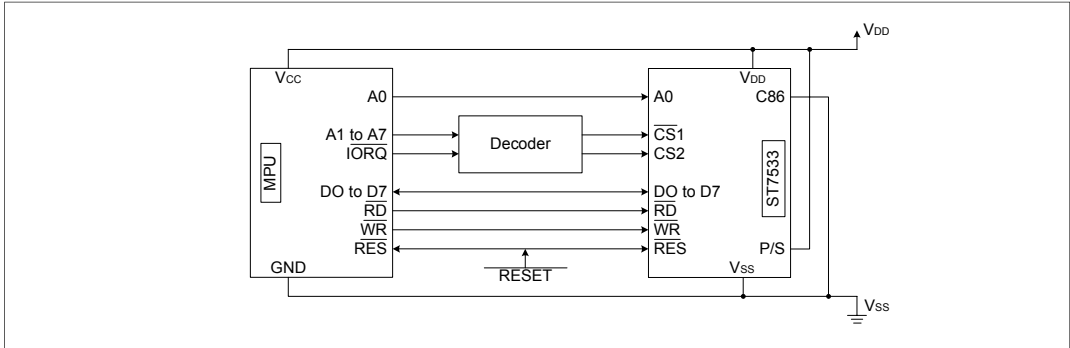 VDD
VCC
VDD
A0
A0
C86
A1 to A7
IORQ
Decoder
CS1
CS2
MPU
ST7533
DO to D7
DO to D7
RD
RD
WR
WR
RES
RES
P/S
GND
RESET
VSS
VSS